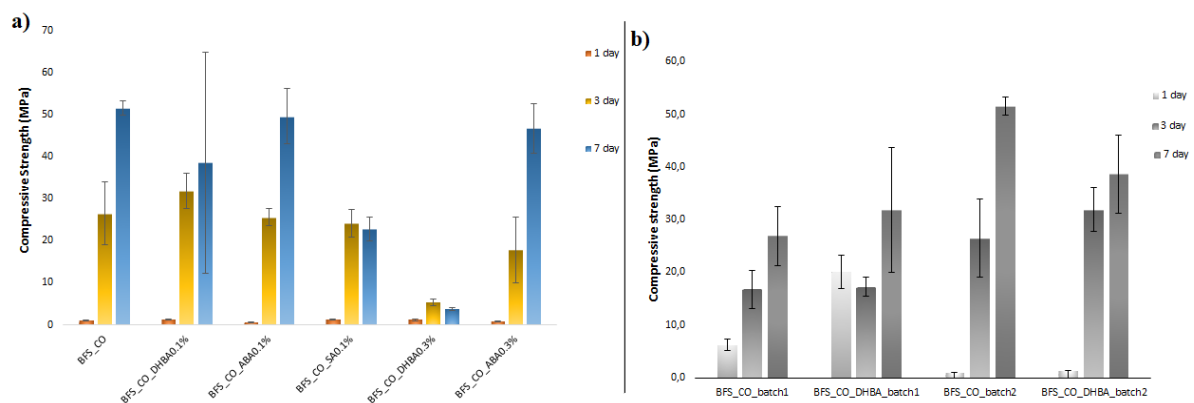 a)
Compressive Strength (MPa)
70
60
50
40
30
20
10
0
BFS_CO
BFS_CO_DHBA0.1%
BFS_CO_ABA0.1%
BFS_CO_SA0.1%
BFS_CO_DHBA0.3%
BFS_CO_ABA0.3%
1 day
3 day
7 day
b)
Compressive strength (MPa)
60,0
50,0
40,0
30,0
20,0
10,0
0,0
BFS_CO_batch1
BFS_CO_DHBA_batch1
BFS_CO_batch2
BFS_CO_DHBA_batch2
1 day
3 day
7 day